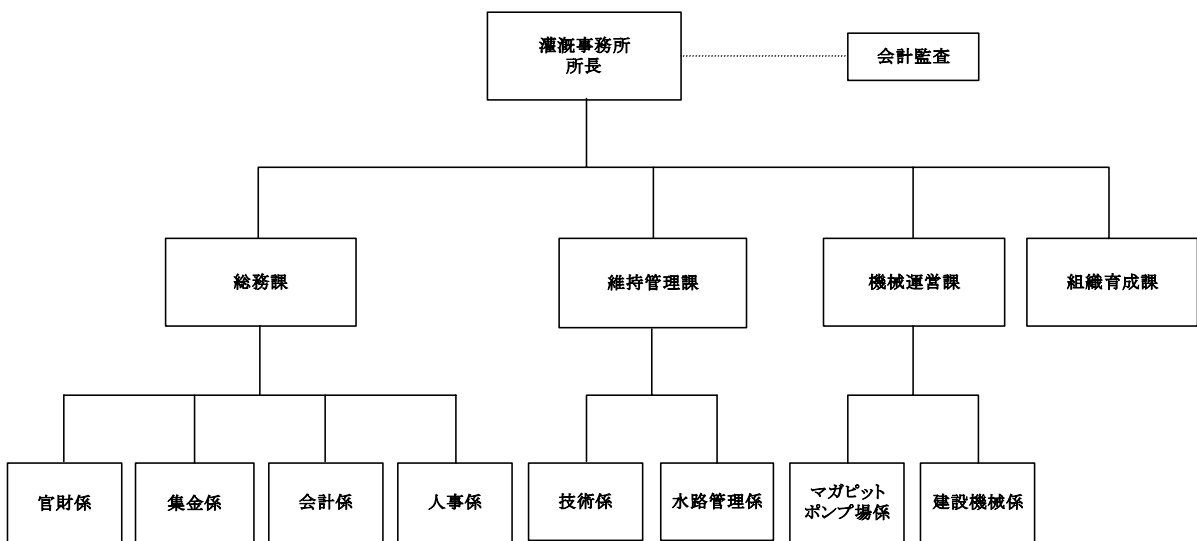 灌漑事務所
所長
会計監査
総務課
維持管理課
機械運営課
組織育成課
官財係
集金係
会計係
人事係
技術係
水路管理係
マガピット
ポンプ場係
建設機械係